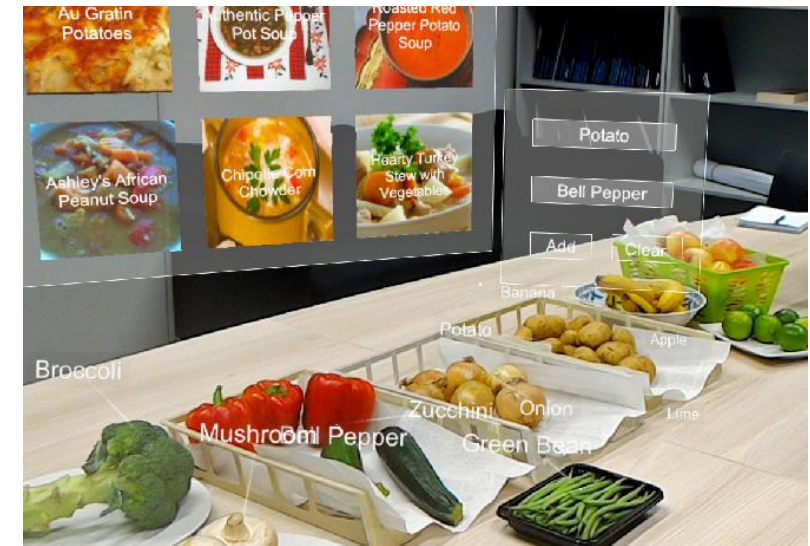 Au Gratin
Potatoes
Authentic Pepper
Pot Soup
Roasted Red
Pepper Potato
Soup
Ashley's African
Peanut Soup
Chipotle Corn
Chowder
Hearty Turkey
Stew with
Vegetables
Potato
Bell Pepper
Add
Clear
Banana
Potato
Apple
Broccoli
Zucchini
Onion
Lime
Mushroom
Bell Pepper
Green Bean